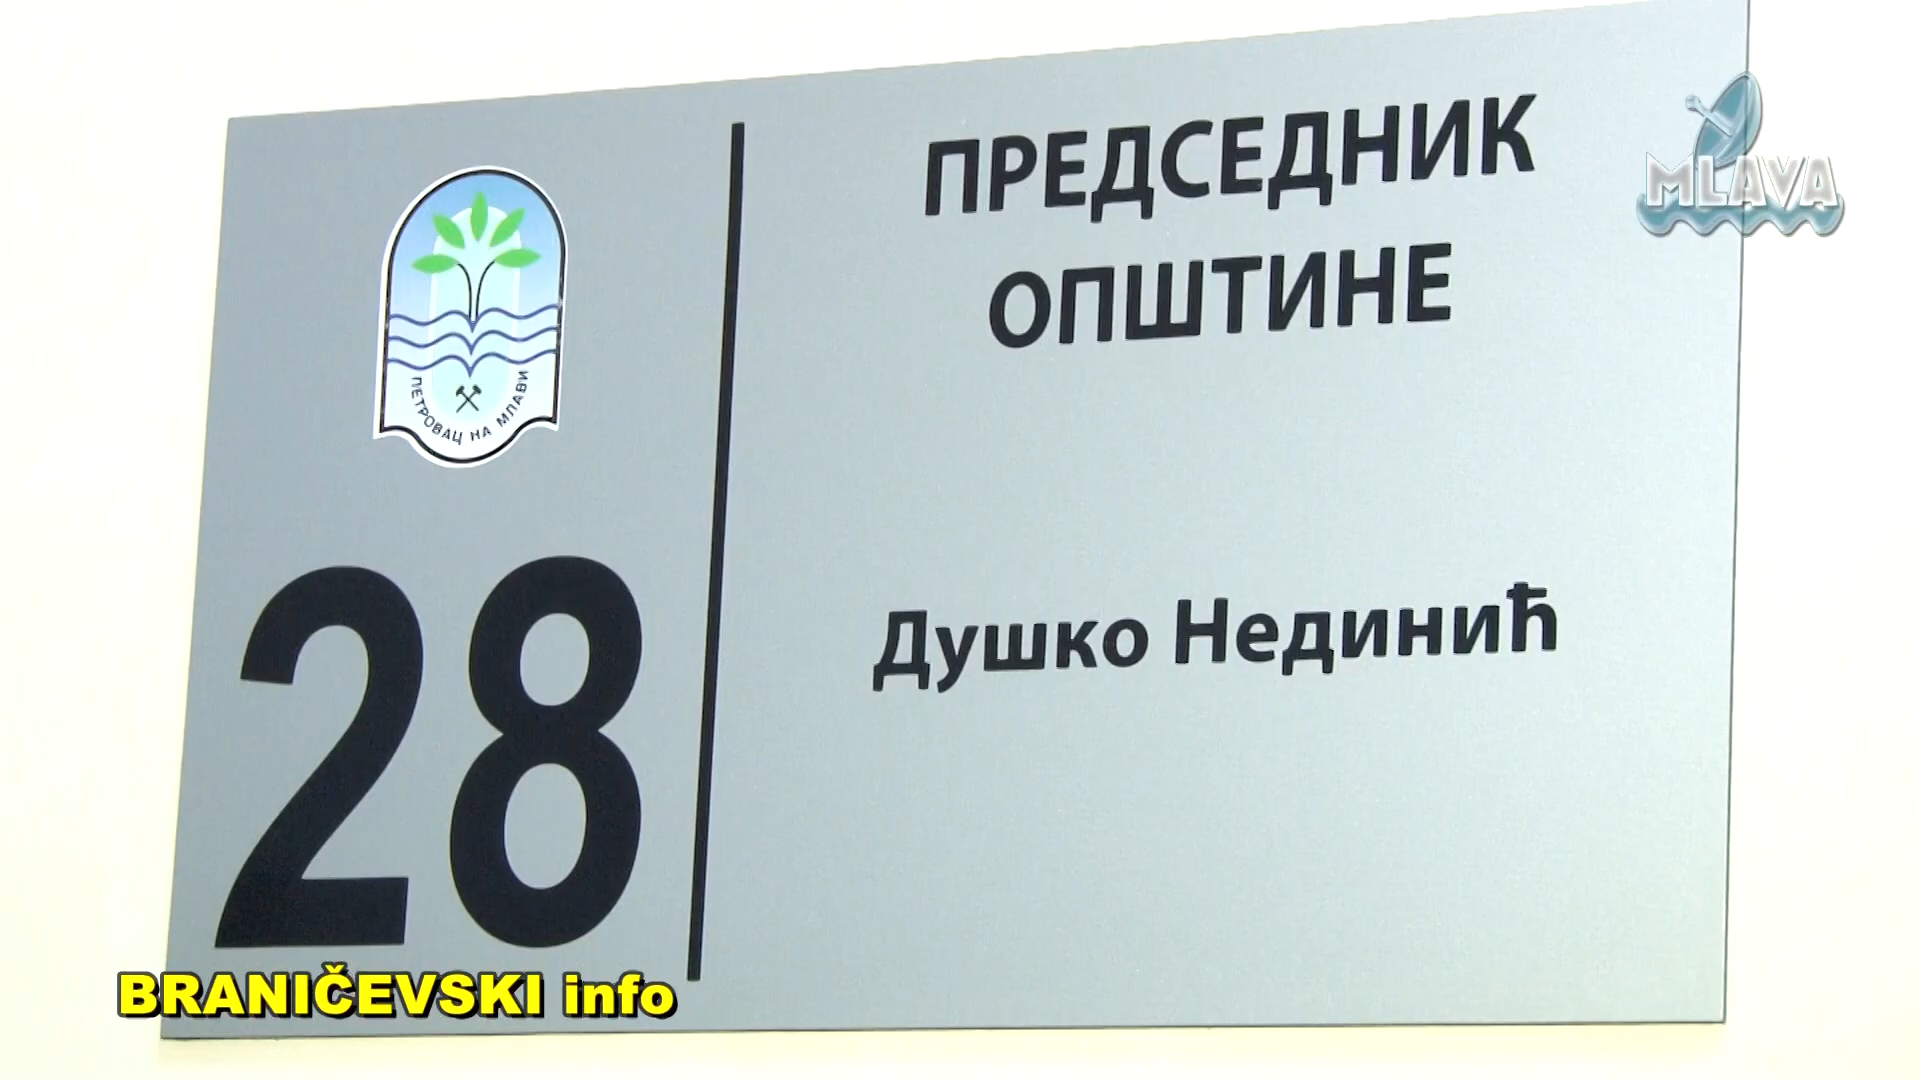 ПРЕДСЕДНИК
ОПШТИНЕ
MLAVA
ПЕТРОВАЦ НА МЛАВИ
28
Душко Нединић
BRANIČEVSKI info